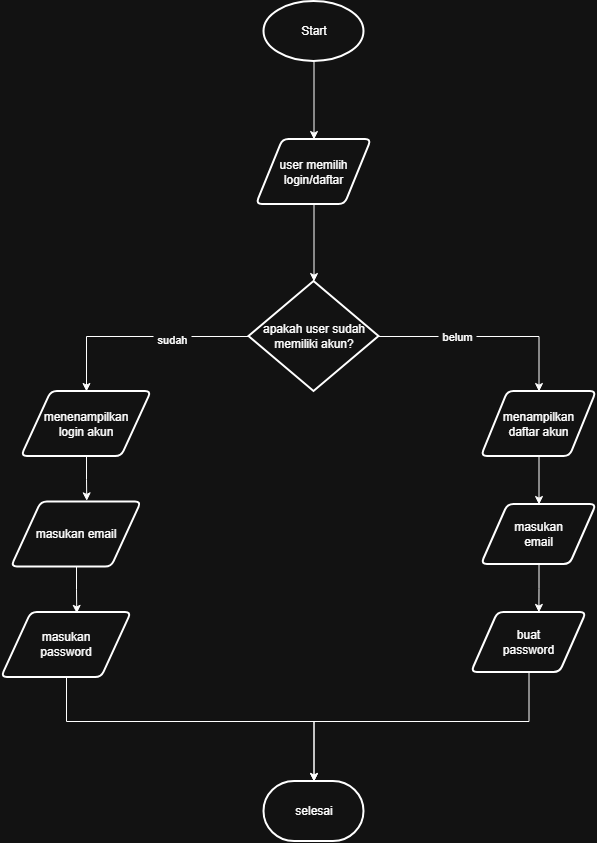 Start
user memilih
login/daftar
apakah user sudah
memiliki akun?
sudah
belum
menenampilkan
login akun
menampilkan
daftar akun
masukan email
masukan
email
masukan
password
buat
password
selesai